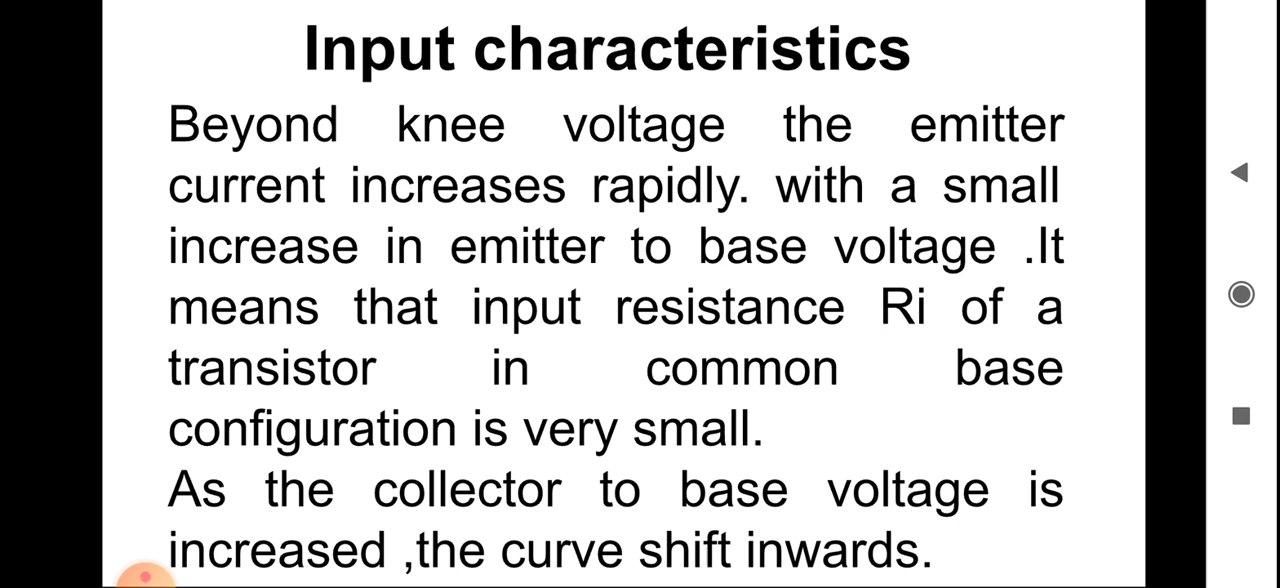 Input characteristics
Beyond knee voltage the emitter
current increases rapidly. with a small
increase in emitter to base voltage .It
means that input resistance Ri of a
transistor in common base
configuration is very small.
As the collector to base voltage is
increased ,the curve shift inwards.